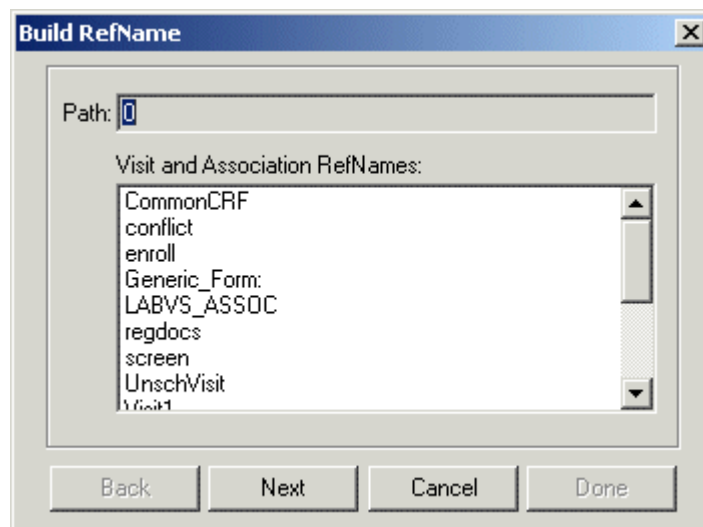 Build RefName
Path: 0
Visit and Association RefNames:
CommonCRF
conflict
enroll
Generic_Form:
LABVS_ASSOC
regdocs
screen
UnschVisit
Visit1
Back Next Cancel Done